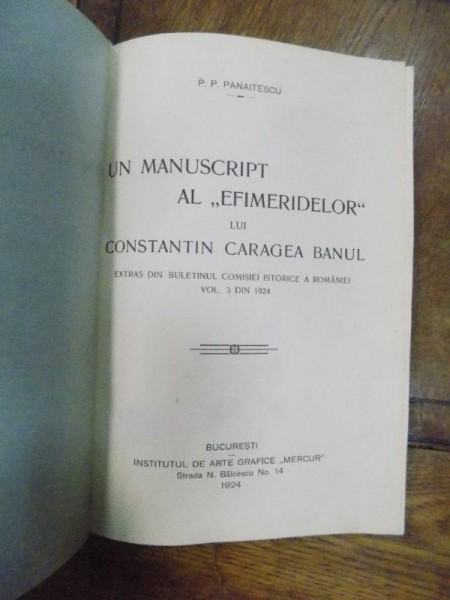 P. P. PANAITESCU
UN MANUSCRIPT
AL „EFIMERIDELOR“
LUI
CONSTANTIN CARAGEA BANUL
EXTRAS DIN BULETINUL COMISIEI ISTORICE A ROMÂNIEI
VOL. 3 DIN 1924
BUCUREȘTI
INSTITUTUL DE ARTE GRAFICE „MERCUR“
Strada N. Bălcescu No. 14
1924